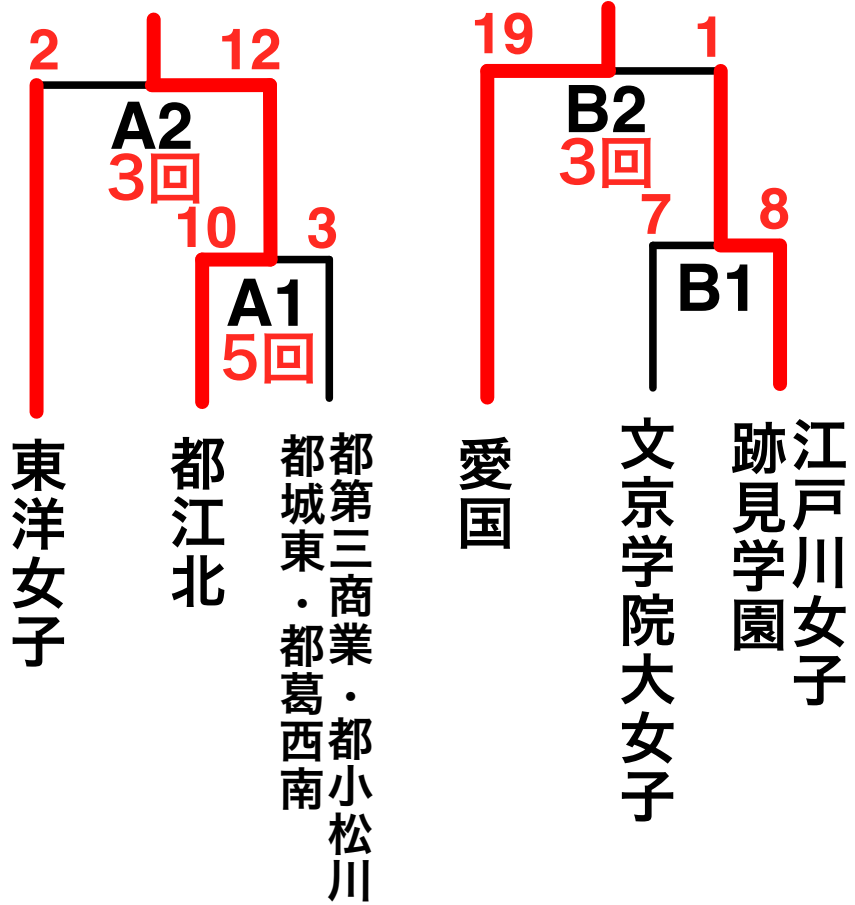 2
12
A2
3回
10
3
A1
5回
19
1
B2
3回
7
8
B1
東洋女子
都江北
都第三商業・都小松川
都城東・都葛西南
愛国
文京学院大女子
江戸川女子
跡見学園